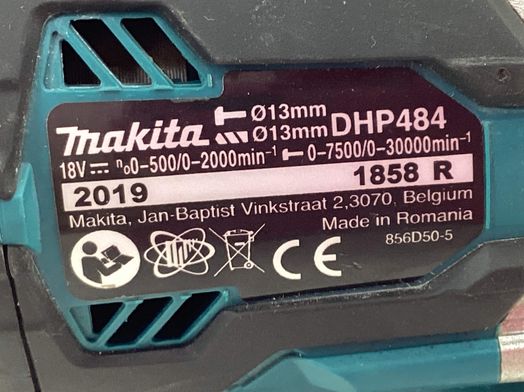 Ø13mm
makita Ø13mm DHP484
18V ⎓ n₀0-500/0-2000min⁻¹ 0-7500/0-30000min⁻¹
2019 1858 R
Makita, Jan-Baptist Vinkstraat 2,3070, Belgium
Made in Romania
CE 856D50-5